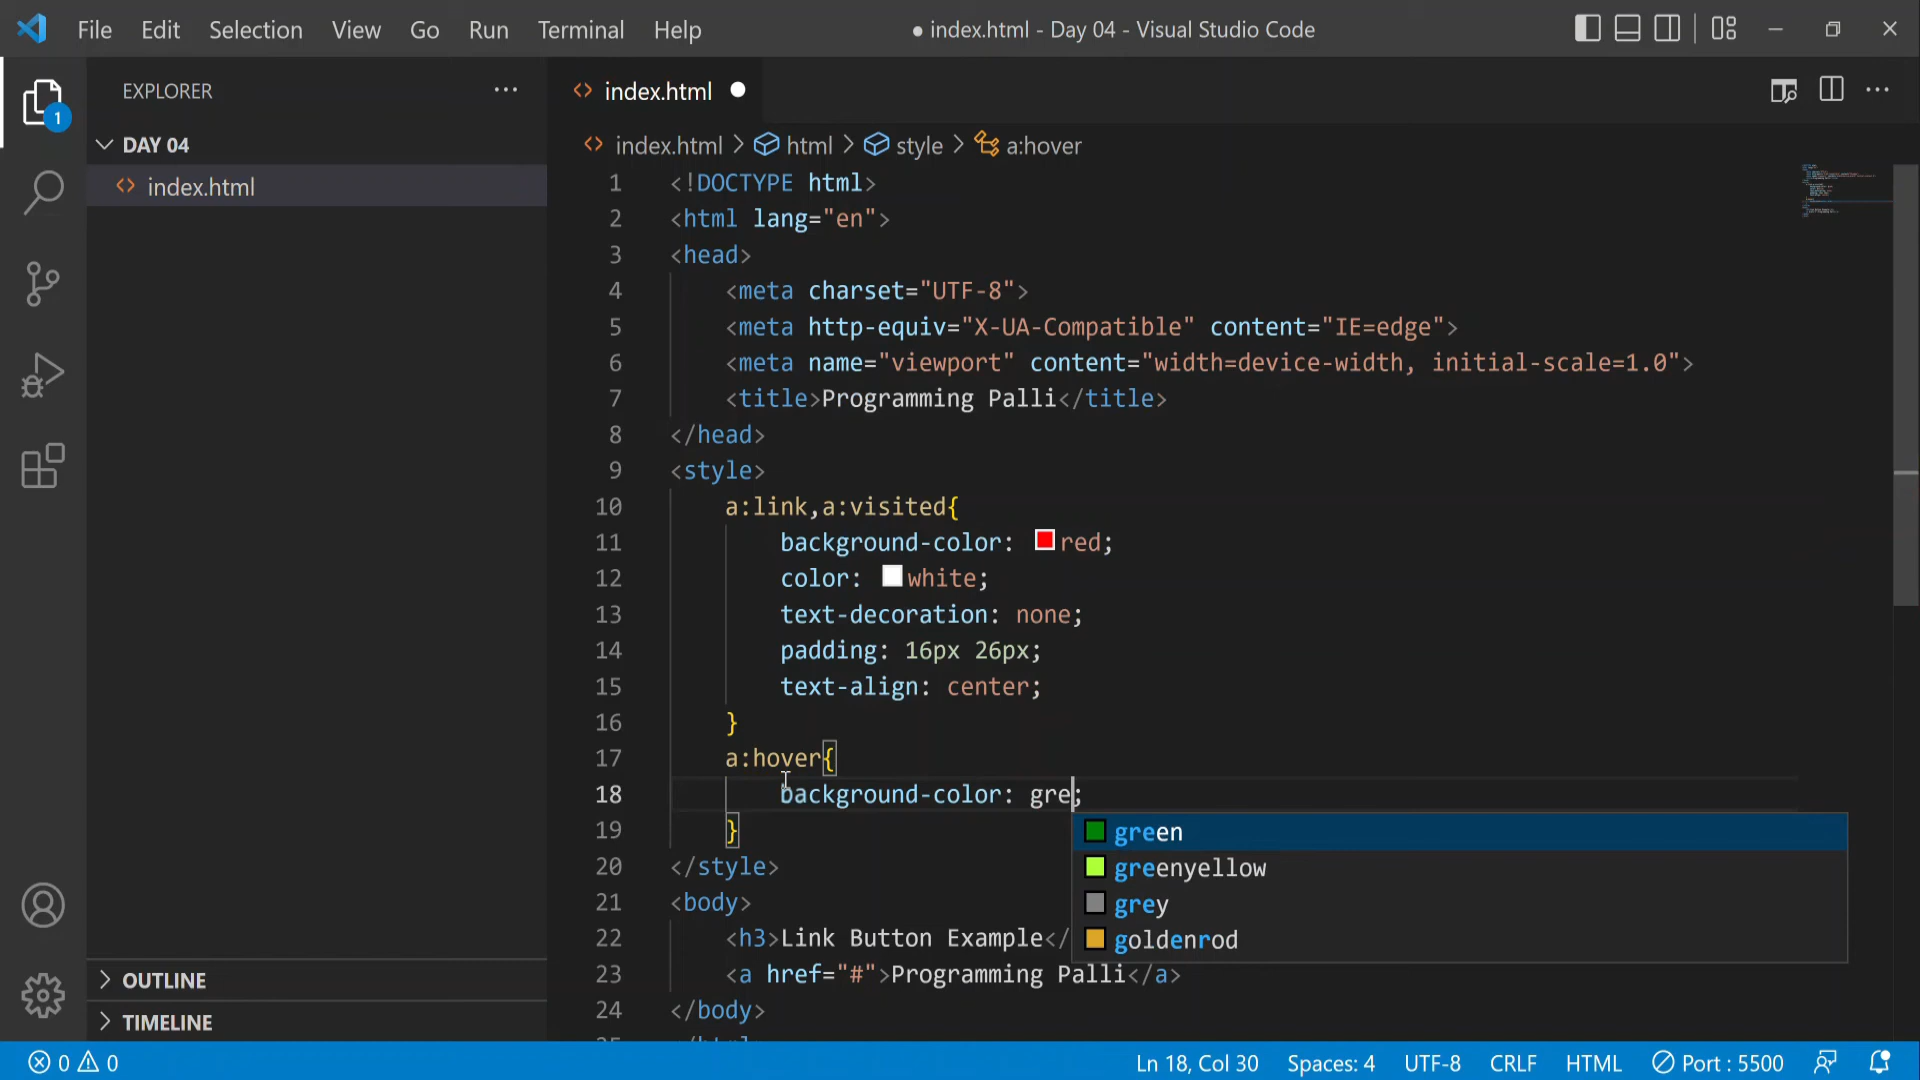 File Edit Selection View Go Run Terminal Help
● index.html - Day 04 - Visual Studio Code
EXPLORER
1
DAY 04
index.html
OUTLINE
TIMELINE
index.html
index.html > html > style > a:hover
1 <!DOCTYPE html>
2 <html lang="en">
3 <head>
4 <meta charset="UTF-8">
5 <meta http-equiv="X-UA-Compatible" content="IE=edge">
6 <meta name="viewport" content="width=device-width, initial-scale=1.0">
7 <title>Programming Palli</title>
8 </head>
9 <style>
10 a:link,a:visited{
11 background-color: red;
12 color: white;
13 text-decoration: none;
14 padding: 16px 26px;
15 text-align: center;
16 }
17 a:hover{
18 background-color: gre;
19 }
green
greenyellow
grey
goldenrod
20 </style>
21 <body>
22 <h3>Link Button Example</
23 <a href="#">Programming Palli</a>
24 </body>
0 0
Ln 18, Col 30 Spaces: 4 UTF-8 CRLF HTML Port : 5500